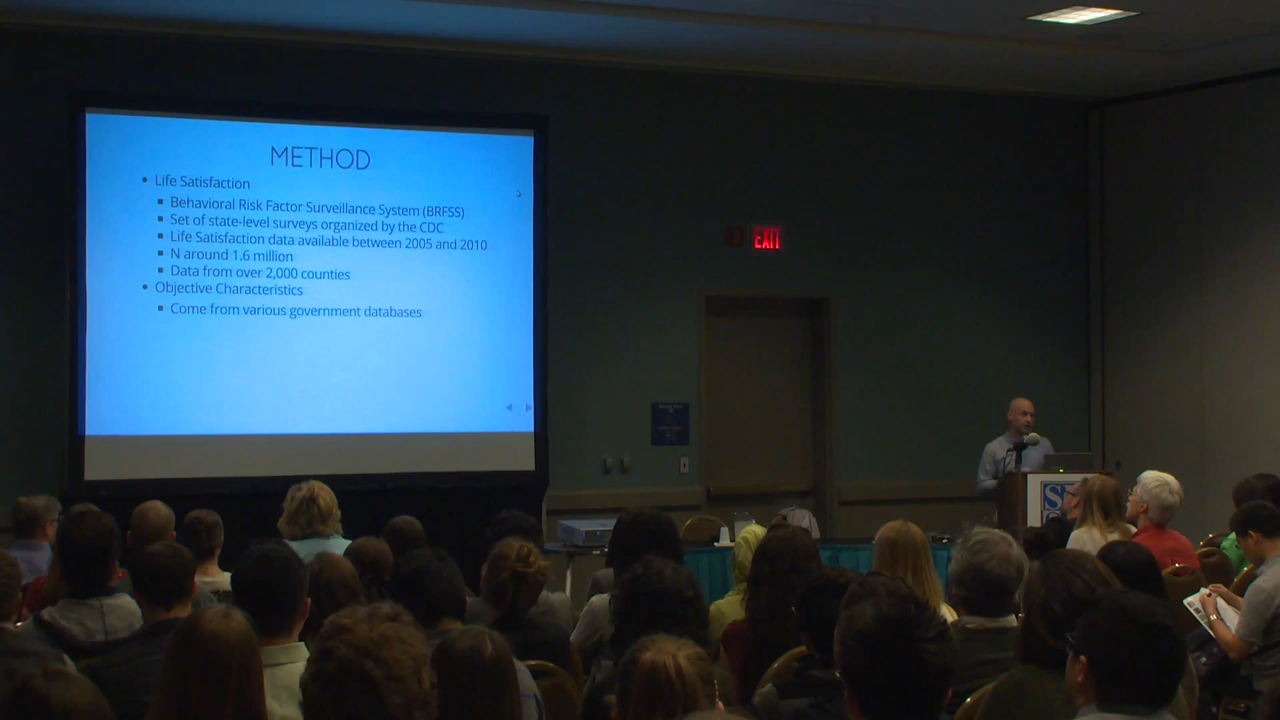 METHOD
• Life Satisfaction
▪ Behavioral Risk Factor Surveillance System (BRFSS)
▪ Set of state-level surveys organized by the CDC
▪ Life Satisfaction data available between 2005 and 2010
▪ N around 1.6 million
▪ Data from over 2,000 counties
• Objective Characteristics
▪ Come from various government databases
EXIT